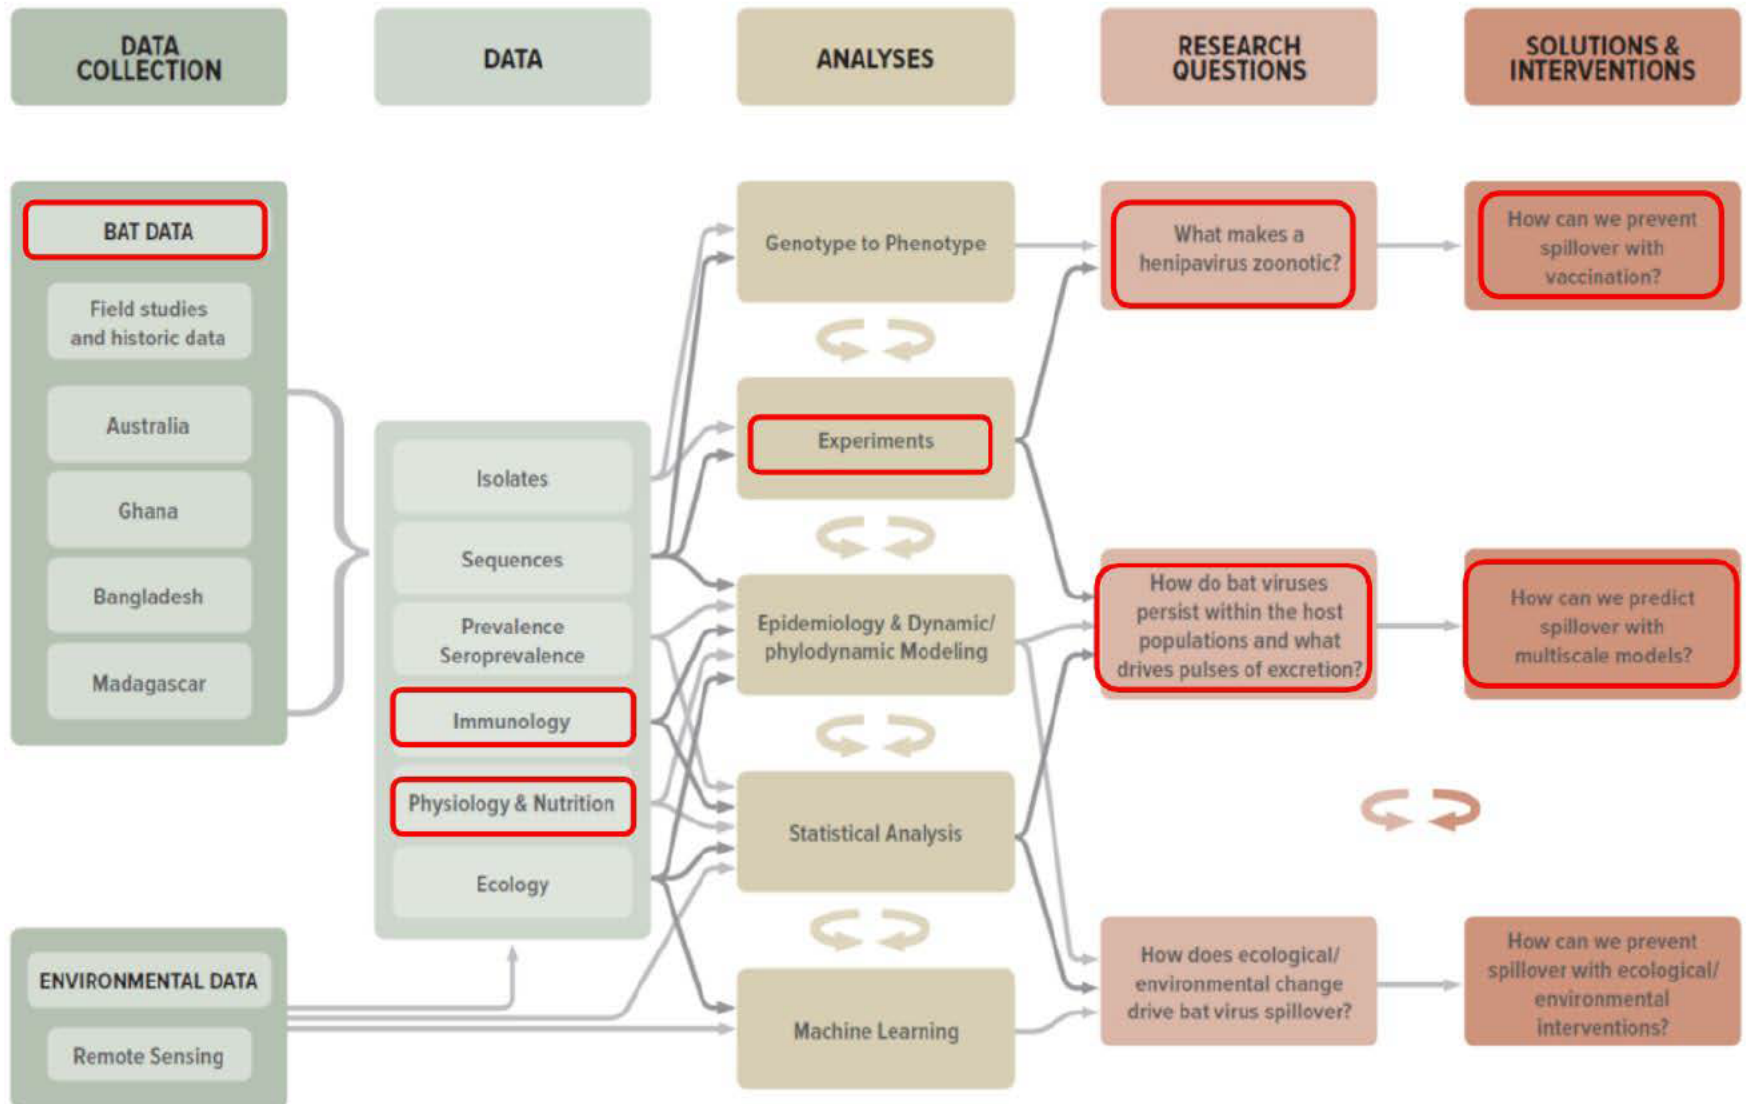 DATA
COLLECTION
DATA
ANALYSES
RESEARCH
QUESTIONS
SOLUTIONS &
INTERVENTIONS
BAT DATA
Field studies
and historic data
Australia
Ghana
Bangladesh
Madagascar
ENVIRONMENTAL DATA
Remote Sensing
Isolates
Sequences
Prevalence
Seroprevalence
Immunology
Physiology & Nutrition
Ecology
Genotype to Phenotype
Experiments
Epidemiology & Dynamic/
phylodynamic Modeling
Statistical Analysis
Machine Learning
What makes a
henipavirus zoonotic?
How do bat viruses
persist within the host
populations and what
drives pulses of excretion?
How does ecological/
environmental change
drive bat virus spillover?
How can we prevent
spillover with
vaccination?
How can we predict
spillover with
multiscale models?
How can we prevent
spillover with ecological/
environmental
interventions?